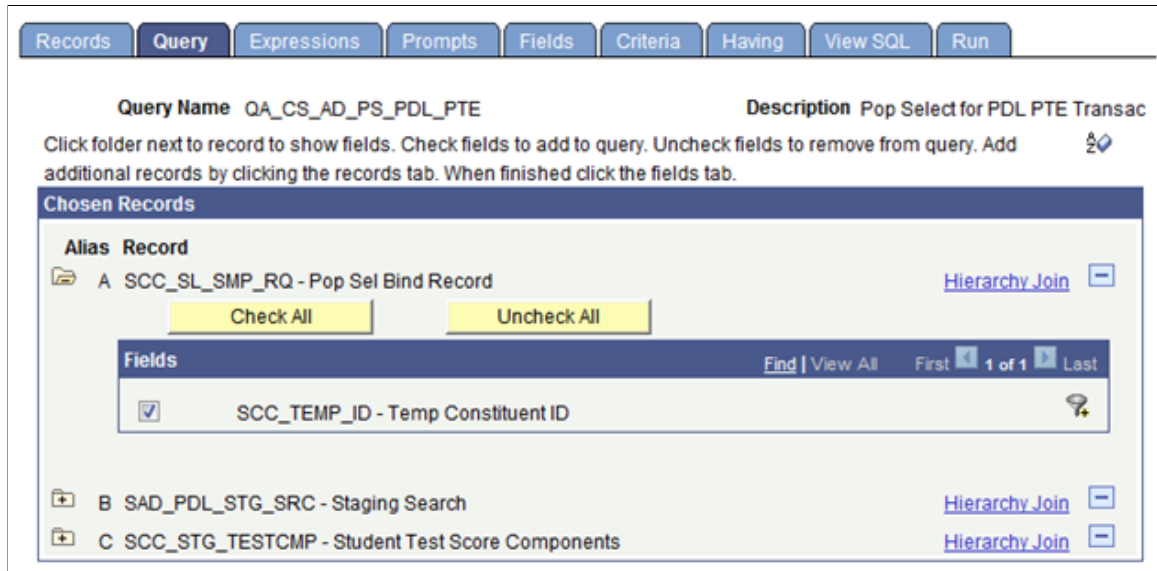 Records Query Expressions Prompts Fields Criteria Having View SQL Run
Query Name QA_CS_AD_PS_PDL_PTE Description Pop Select for PDL PTE Transac
Click folder next to record to show fields. Check fields to add to query. Uncheck fields to remove from query. Add
additional records by clicking the records tab. When finished click the fields tab.
Chosen Records
Alias Record
A SCC_SL_SMP_RQ - Pop Sel Bind Record Hierarchy Join
Check All Uncheck All
Fields Find | View All First 1 of 1 Last
SCC_TEMP_ID - Temp Constituent ID
B SAD_PDL_STG_SRC - Staging Search Hierarchy Join
C SCC_STG_TESTCMP - Student Test Score Components Hierarchy Join